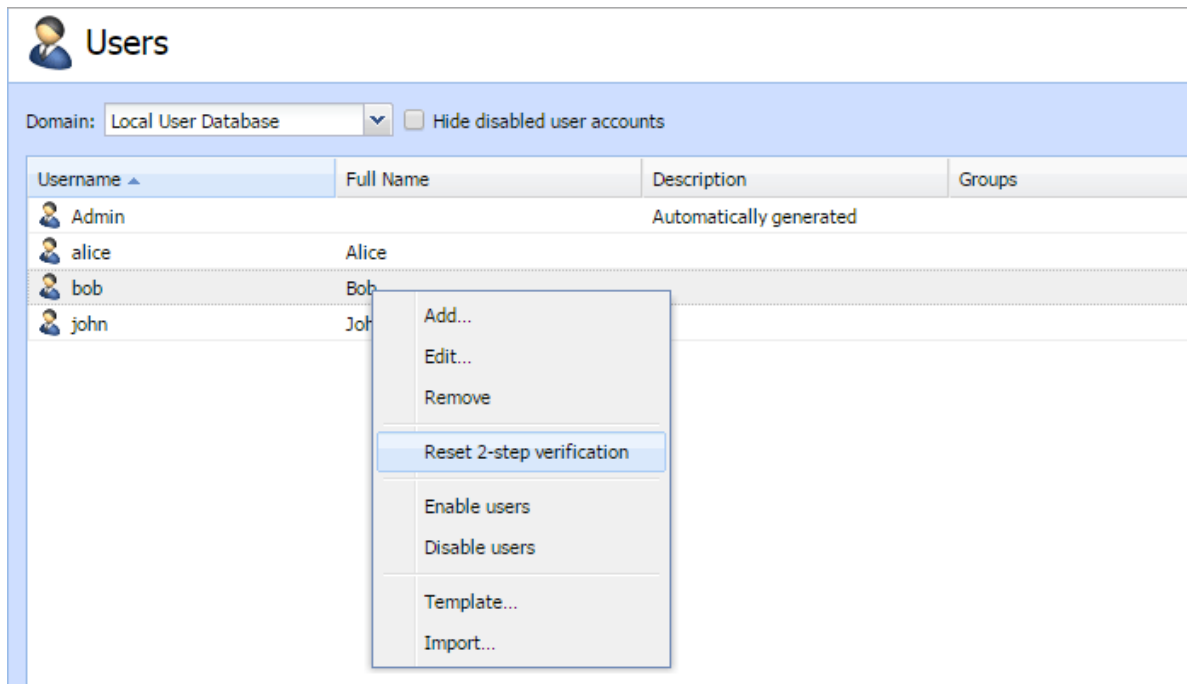 Users
Domain: Local User Database Hide disabled user accounts
Username Full Name Description Groups
Admin Automatically generated
alice Alice
bob Bob
john Joh
Add...
Edit...
Remove
Reset 2-step verification
Enable users
Disable users
Template...
Import...